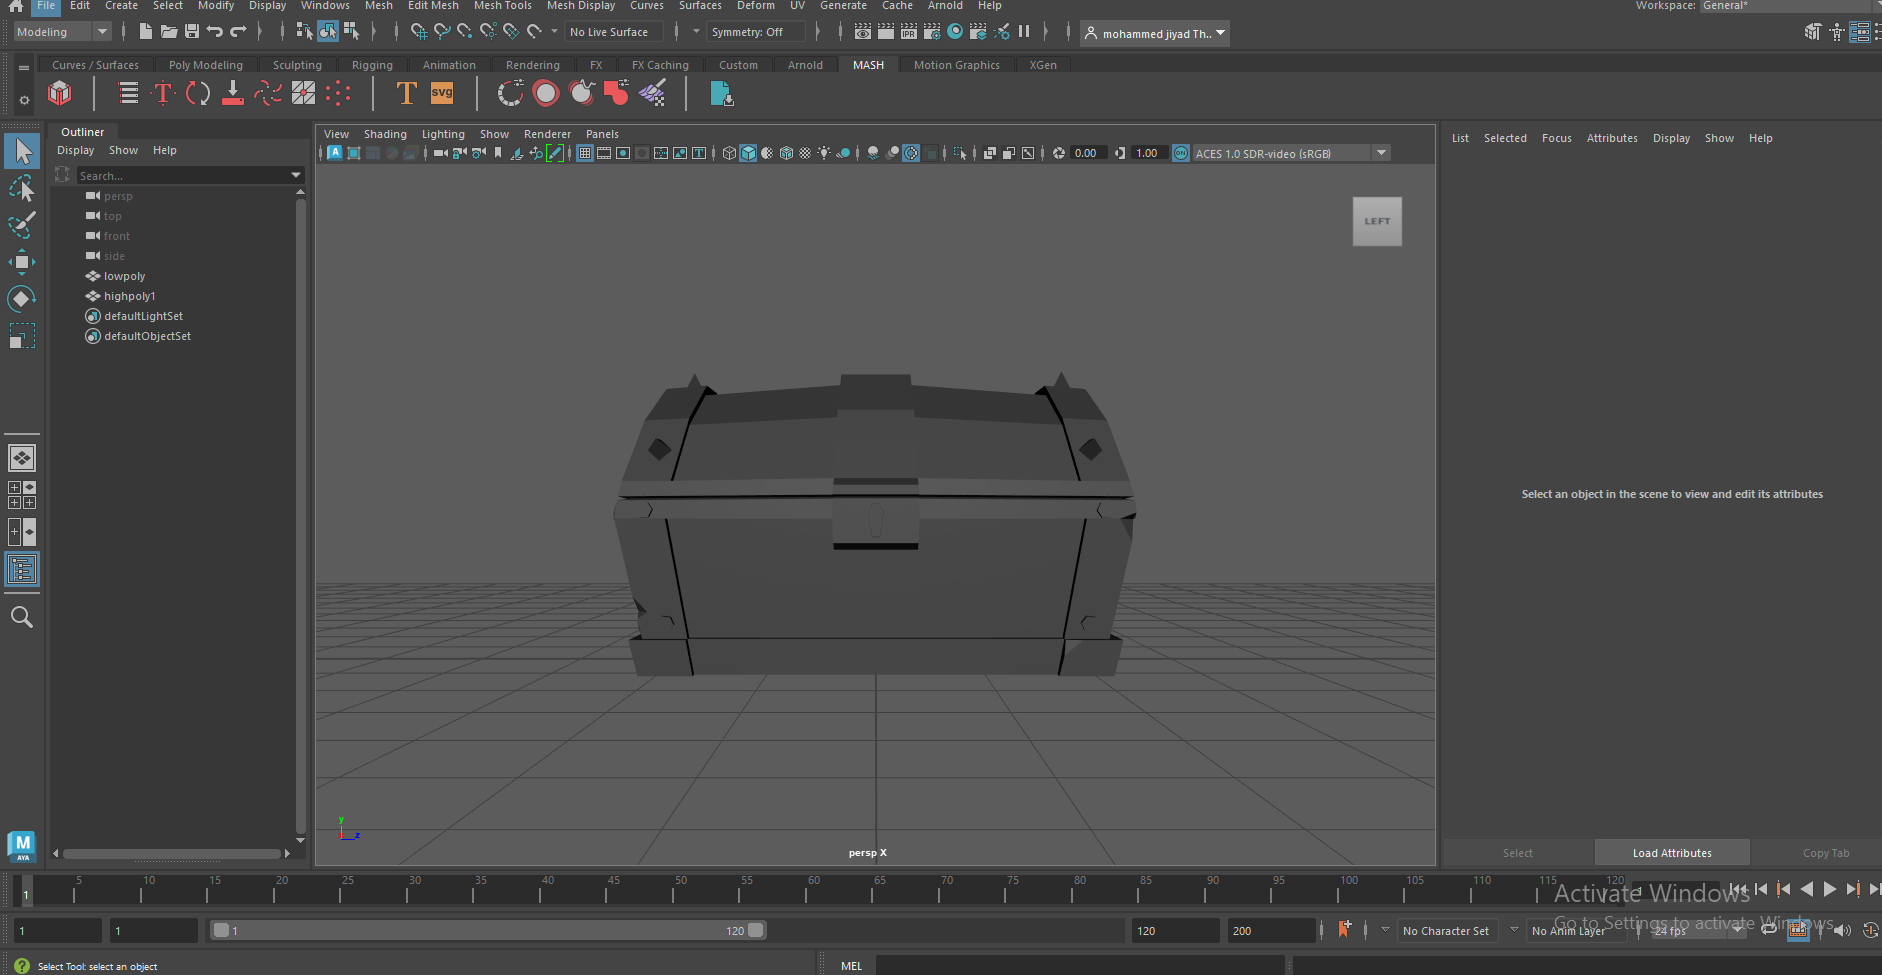 File Edit Create Select Modify Display Windows Mesh Edit Mesh Mesh Tools Mesh Display Curves Surfaces Deform UV Generate Cache Arnold Help Workspace: General*
Modeling No Live Surface Symmetry: Off mohammed jiyad Th..
Curves / Surfaces Poly Modeling Sculpting Rigging Animation Rendering FX FX Caching Custom Arnold MASH Motion Graphics XGen
T T svg
Outliner
Display Show Help
Search...
persp
top
front
side
lowpoly
highpoly1
defaultLightSet
defaultObjectSet
View Shading Lighting Show Renderer Panels
0.00 1.00 ON ACES 1.0 SDR-video (sRGB)
LEFT
y
z
persp X
List Selected Focus Attributes Display Show Help
Select an object in the scene to view and edit its attributes
Select Load Attributes Copy Tab
M
AYA
5 10 15 20 25 30 35 40 45 50 55 60 65 70 75 80 85 90 95 100 105 110 115 120
1 1
Activate Windows
Go to Settings to activate Windows.
1 1 1 120 120 200 No Character Set No Anim Layer 24 fps
Select Tool: select an object MEL